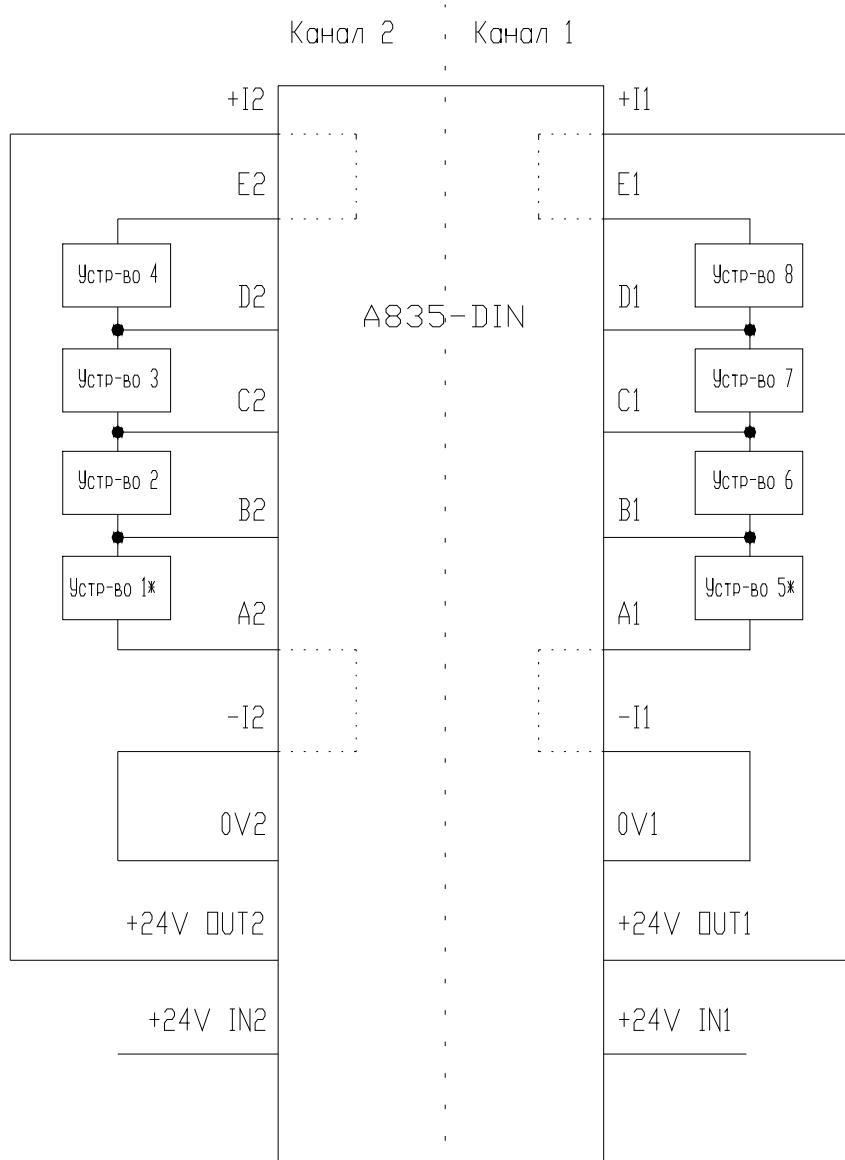 Канал 2 Канал 1
+I2 +I1
E2 E1
Устр-во 4 Устр-во 8
D2 D1
A835-DIN
Устр-во 3 Устр-во 7
C2 C1
Устр-во 2 Устр-во 6
B2 B1
Устр-во 1* Устр-во 5*
A2 A1
-I2 -I1
0V2 0V1
+24V OUT2 +24V OUT1
+24V IN2 +24V IN1